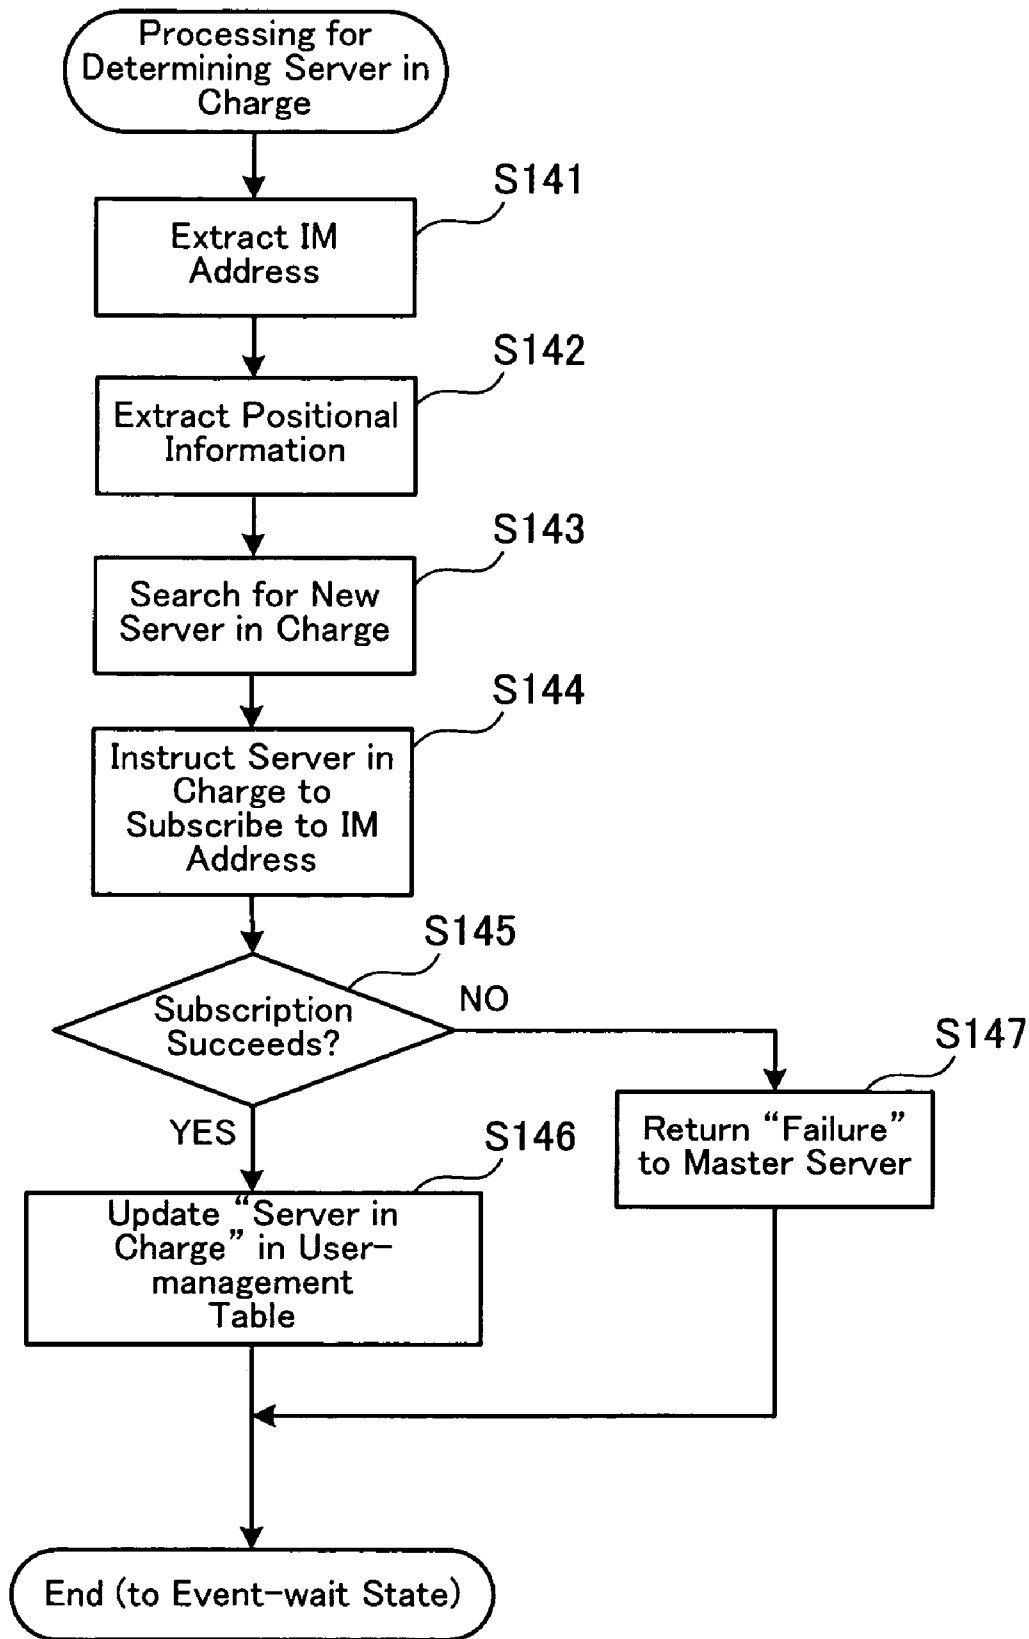 Processing for
Determining Server in
Charge
S141
Extract IM
Address
S142
Extract Positional
Information
S143
Search for New
Server in Charge
S144
Instruct Server in
Charge to
Subscribe to IM
Address
S145
Subscription
Succeeds?
NO
YES
S147
Return “Failure”
to Master Server
S146
Update “Server in
Charge” in User-
management
Table
End (to Event-wait State)